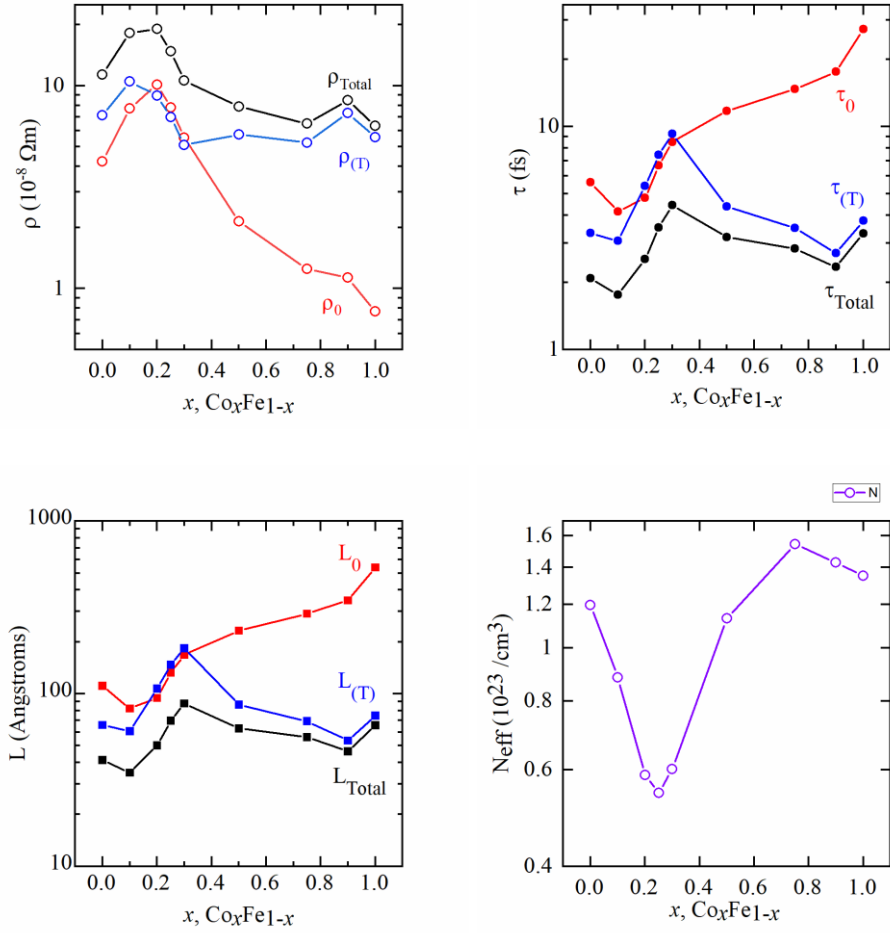 10
1
ρ (10⁻⁸ Ωm)
ρTotal
ρ(T)
ρ0
0.0 0.2 0.4 0.6 0.8 1.0
x, CoxFe1-x
10
1
τ (fs)
τ0
τ(T)
τTotal
0.0 0.2 0.4 0.6 0.8 1.0
x, CoxFe1-x
1000
100
10
L (Angstroms)
L0
L(T)
LTotal
0.0 0.2 0.4 0.6 0.8 1.0
x, CoxFe1-x
N
1.6
1.4
1.2
1
0.8
0.6
0.4
Neff (10²³ /cm³)
0.0 0.2 0.4 0.6 0.8 1.0
x, CoxFe1-x